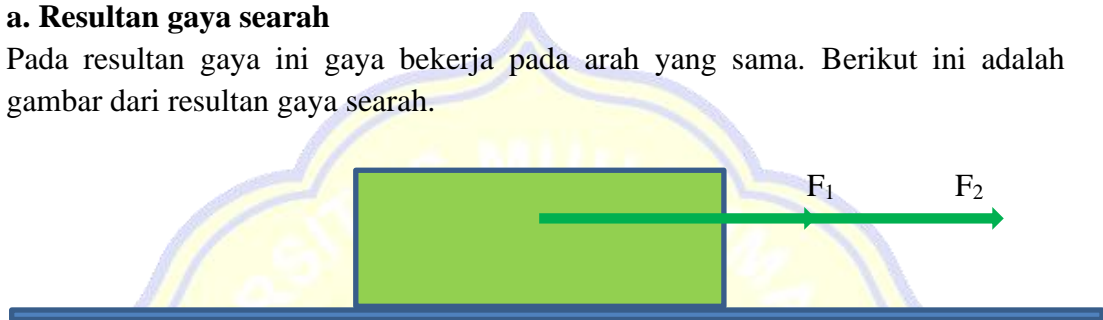 a. Resultan gaya searah
Pada resultan gaya ini gaya bekerja pada arah yang sama. Berikut ini adalah
gambar dari resultan gaya searah.
F₁ F₂